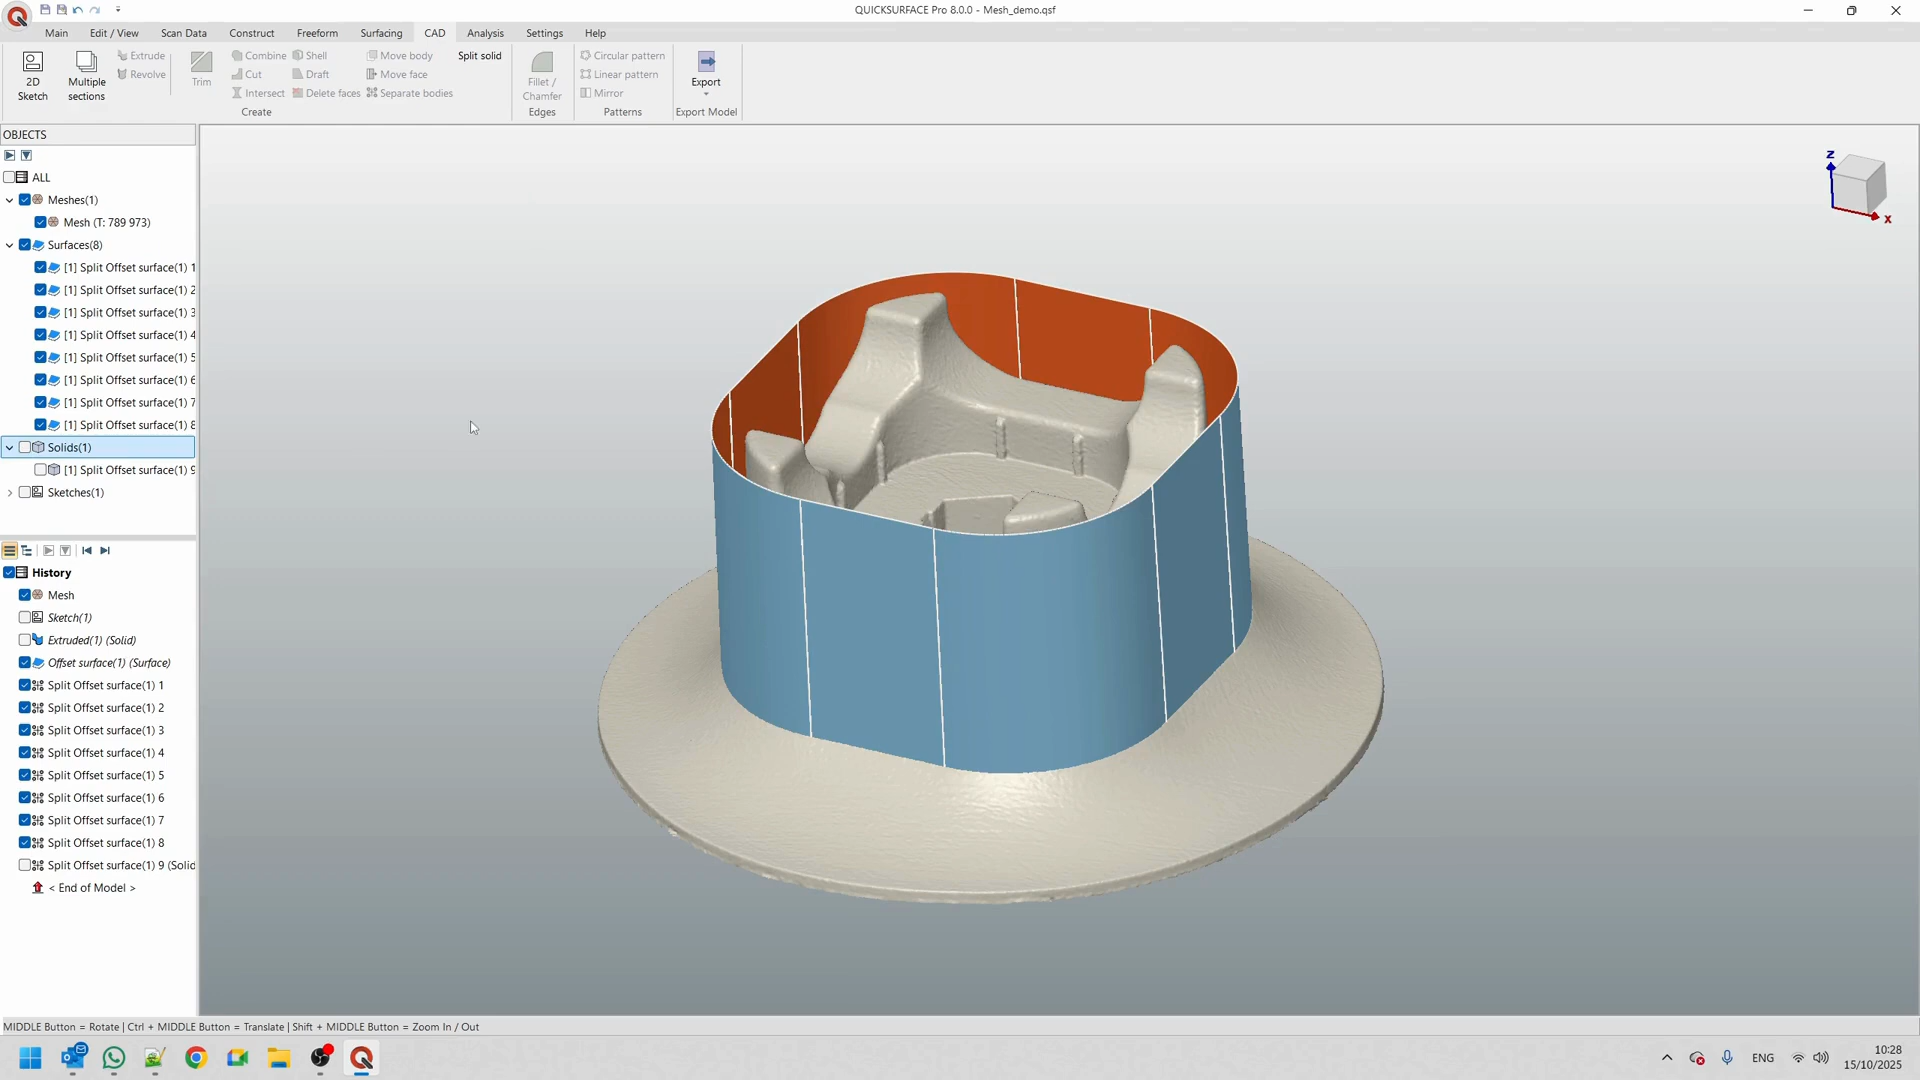 QUICKSURFACE Pro 8.0.0 - Mesh_demo.qsf
Main Edit / View Scan Data Construct Freeform Surfacing CAD Analysis Settings Help
2D Sketch
Multiple sections
Extrude
Revolve
Trim
Combine
Cut
Intersect
Shell
Draft
Delete faces
Move body
Move face
Separate bodies
Split solid
Create
Fillet / Chamfer
Edges
Circular pattern
Linear pattern
Mirror
Patterns
Export
Export Model
OBJECTS
ALL
Meshes(1)
Mesh (T: 789 973)
Surfaces(8)
[1] Split Offset surface(1) 1
[1] Split Offset surface(1) 2
[1] Split Offset surface(1) 3
[1] Split Offset surface(1) 4
[1] Split Offset surface(1) 5
[1] Split Offset surface(1) 6
[1] Split Offset surface(1) 7
[1] Split Offset surface(1) 8
Solids(1)
[1] Split Offset surface(1) 9
Sketches(1)
History
Mesh
Sketch(1)
Extruded(1) (Solid)
Offset surface(1) (Surface)
Split Offset surface(1) 1
Split Offset surface(1) 2
Split Offset surface(1) 3
Split Offset surface(1) 4
Split Offset surface(1) 5
Split Offset surface(1) 6
Split Offset surface(1) 7
Split Offset surface(1) 8
Split Offset surface(1) 9 (Solid
< End of Model >
Z
X
MIDDLE Button = Rotate | Ctrl + MIDDLE Button = Translate | Shift + MIDDLE Button = Zoom In / Out
ENG
10:28
15/10/2025